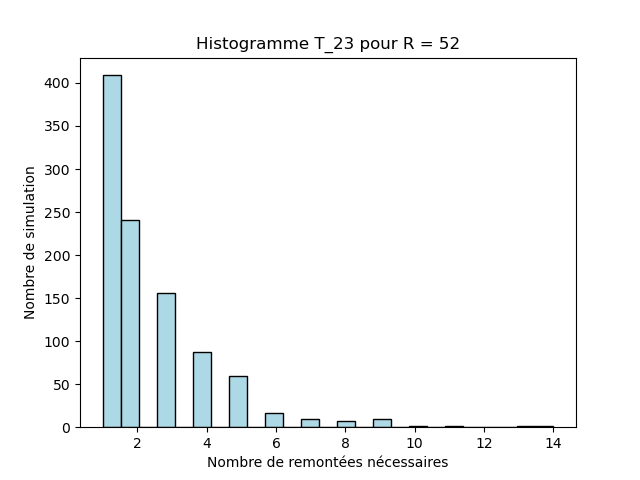 Histogramme T_23 pour R = 52
400
350
300
250
200
150
100
50
0
Nombre de simulation
2 4 6 8 10 12 14
Nombre de remontées nécessaires